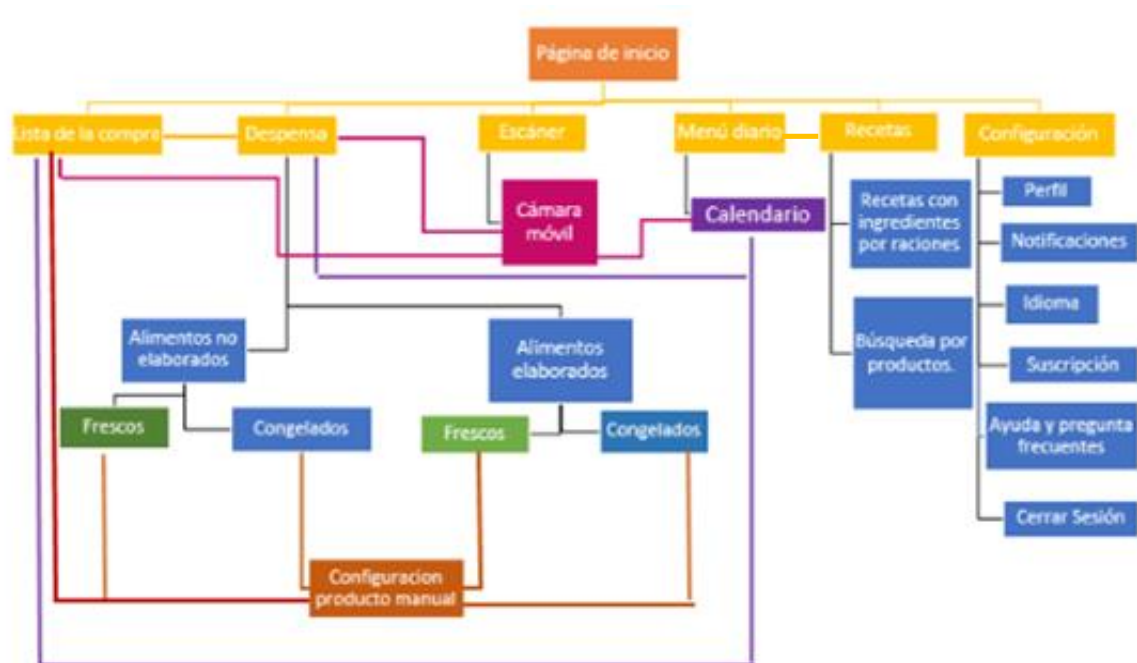 Página de inicio
Lista de la compra
Despensa
Escáner
Menú diario
Recetas
Configuración
Cámara
móvil
Calendario
Recetas con
ingredientes
por raciones
Perfil
Notificaciones
Idioma
Alimentos no
elaborados
Alimentos
elaborados
Búsqueda por
productos.
Suscripción
Frescos
Congelados
Frescos
Congelados
Ayuda y pregunta
frecuentes
Cerrar Sesión
Configuracion
producto manual